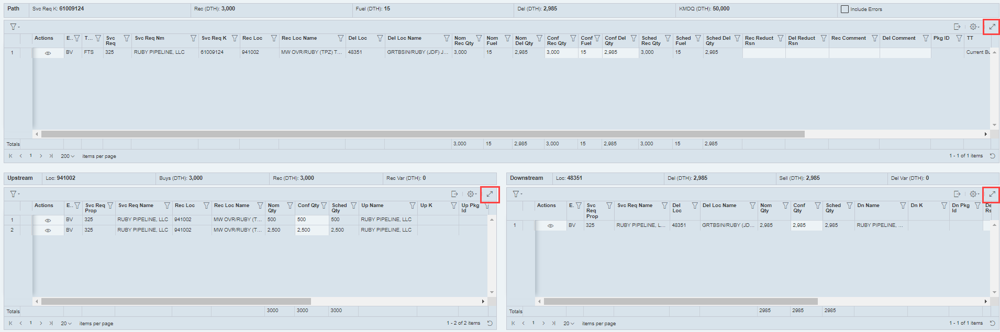 Path Svc Req K: 61009124 Rec (DTH): 3,000 Fuel (DTH): 15 Del (DTH): 2,985 KMDQ (DTH): 50,000 Include Errors
Actions E.. T... Svc Req Svc Req Nm Svc Req K Rec Loc Rec Loc Name Del Loc Del Loc Name Nom Rec Qty Nom Fuel Nom Del Qty Conf Rec Qty Conf Fuel Conf Del Qty Sched Rec Qty Sched Fuel Sched Del Qty Rec Reduct Rsn Del Reduct Rsn Rec Comment Del Comment Pkg ID TT
1 BV FTS 325 RUBY PIPELINE, LLC 61009124 941002 MW OVR/RUBY (TPZ) T... 48351 GRTBSIN/RUBY (JDF) J... 3,000 15 2,985 3,000 15 2,985 3,000 15 2,985 Current Bu
Totals 3,000 15 2,985 3,000 15 2,985 3,000 15 2,985
1 200 items per page 1 - 1 of 1 items
Upstream Loc: 941002 Buys (DTH): 3,000 Rec (DTH): 3,000 Rec Var (DTH): 0
Actions E.. Svc Req Prop Svc Req Name Rec Loc Rec Loc Name Nom Qty Conf Qty Sched Qty Up Name Up K Up Pkg Id
1 BV 325 RUBY PIPELINE, LLC 941002 MW OVR/RUBY (T... 500 500 500 RUBY PIPELINE, LLC
2 BV 325 RUBY PIPELINE, LLC 941002 MW OVR/RUBY (T... 2,500 2,500 2,500 RUBY PIPELINE, LLC
Totals 3000 3000 3000
1 20 items per page 1 - 2 of 2 items
Downstream Loc: 48351 Del (DTH): 2,985 Sell (DTH): 2,985 Del Var (DTH): 0
Actions E. Svc Req Prop Svc Req Name Del Loc Del Loc Name Nom Qty Conf Qty Sched Qty Dn Name Dn K Dn Pkg Id De Rs
1 BV 325 RUBY PIPELINE, L... 48351 GRTBSIN/RUBY (JD... 2,985 2,985 2,985 RUBY PIPELINE, ...
Totals 2985 2985 2985
1 20 items per page 1 - 1 of 1 items